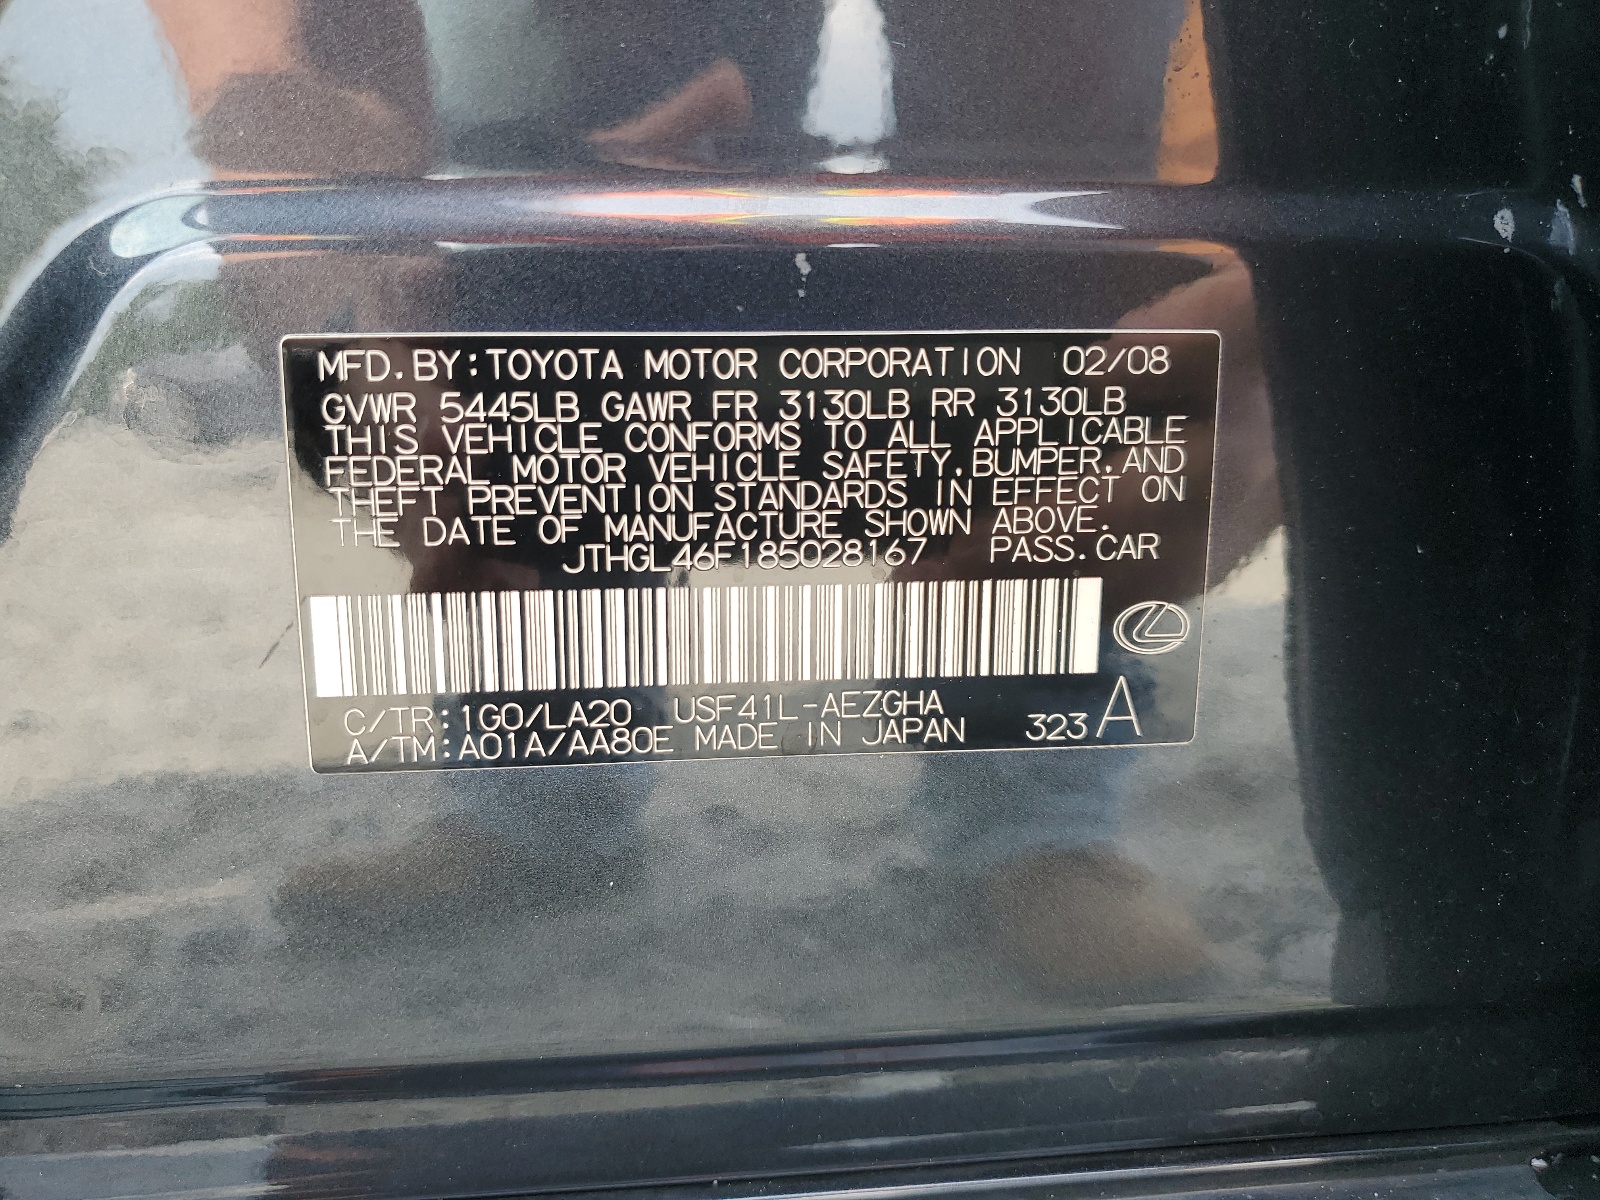 MFD. BY: TOYOTA MOTOR CORPORATION 02/08
GVWR 5445LB GAWR FR 3130LB RR 3130LB
THIS VEHICLE CONFORMS TO ALL APPLICABLE
FEDERAL MOTOR VEHICLE SAFETY, BUMPER, AND
THEFT PREVENTION STANDARDS IN EFFECT ON
THE DATE OF MANUFACTURE SHOWN ABOVE.
JTHGL46F185028167 PASS. CAR
C/TR: 1G0/LA20 USF41L-AEZGHA
A/TM: A01A/AA80E MADE IN JAPAN 323 A